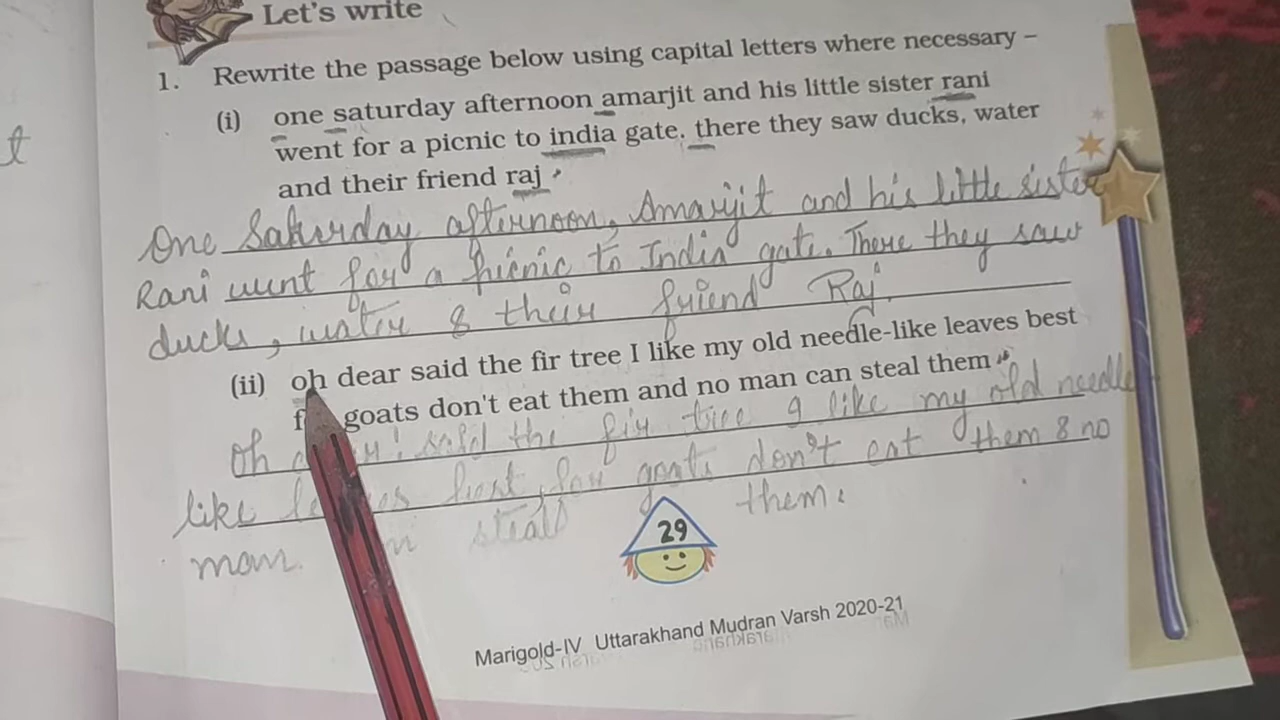 t
Let's write
1. Rewrite the passage below using capital letters where necessary –
(i) one saturday afternoon amarjit and his little sister rani
went for a picnic to india gate. there they saw ducks, water
and their friend raj.
One Saturday afternoon, Amarjit and his little sister
Rani went for a picnic to India gate. There they saw
ducks, water & their friend Raj.
(ii) oh dear said the fir tree I like my old needle-like leaves best
goats don't eat them and no man can steal them
Oh said the fir tree I like my old needle
like best, for goats don't eat them & no
man steal them.
29
Marigold-IV Uttarakhand Mudran Varsh 2020-21